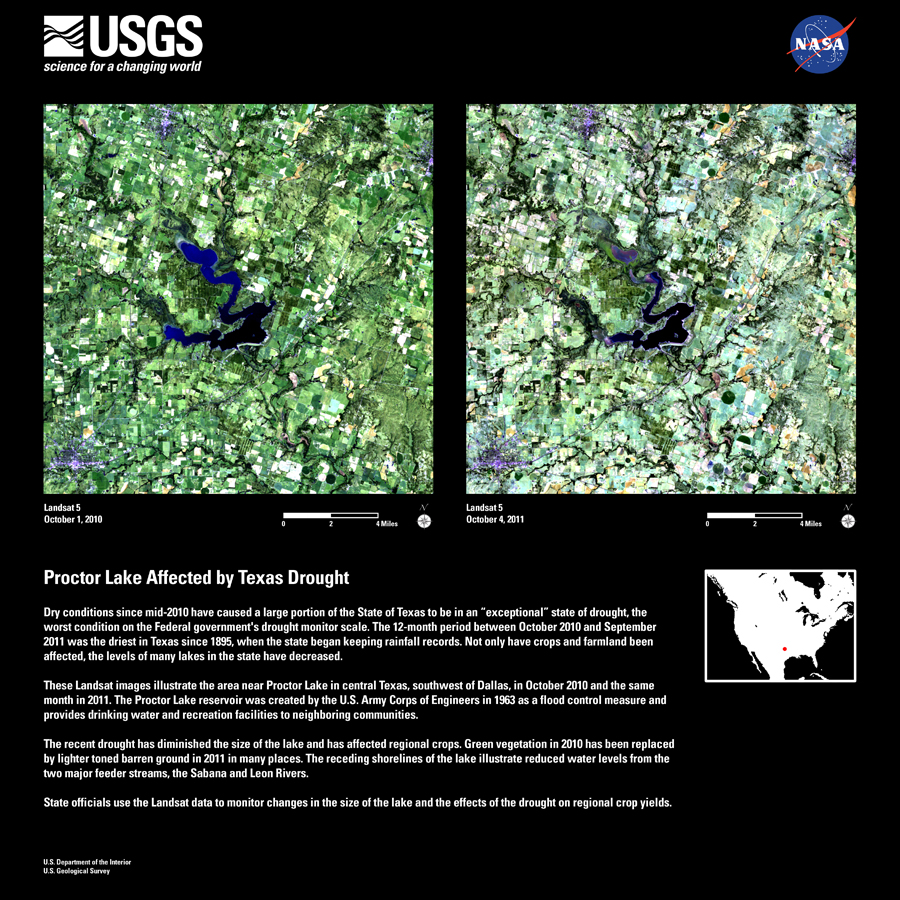 USGS
science for a changing world
NASA
Landsat 5
October 1, 2010
0 2 4 Miles
N
Landsat 5
October 4, 2011
0 2 4 Miles
N
Proctor Lake Affected by Texas Drought
Dry conditions since mid-2010 have caused a large portion of the State of Texas to be in an “exceptional” state of drought, the
worst condition on the Federal government's drought monitor scale. The 12-month period between October 2010 and September
2011 was the driest in Texas since 1895, when the state began keeping rainfall records. Not only have crops and farmland been
affected, the levels of many lakes in the state have decreased.
These Landsat images illustrate the area near Proctor Lake in central Texas, southwest of Dallas, in October 2010 and the same
month in 2011. The Proctor Lake reservoir was created by the U.S. Army Corps of Engineers in 1963 as a flood control measure and
provides drinking water and recreation facilities to neighboring communities.
The recent drought has diminished the size of the lake and has affected regional crops. Green vegetation in 2010 has been replaced
by lighter toned barren ground in 2011 in many places. The receding shorelines of the lake illustrate reduced water levels from the
two major feeder streams, the Sabana and Leon Rivers.
State officials use the Landsat data to monitor changes in the size of the lake and the effects of the drought on regional crop yields.
U.S. Department of the Interior
U.S. Geological Survey